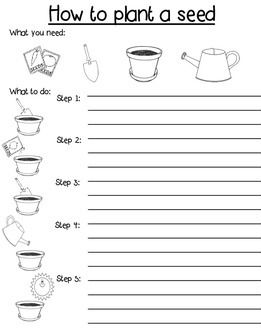 How to plant a seed
What you need:
What to do:
Step 1:
Step 2:
Step 3:
Step 4:
Step 5: